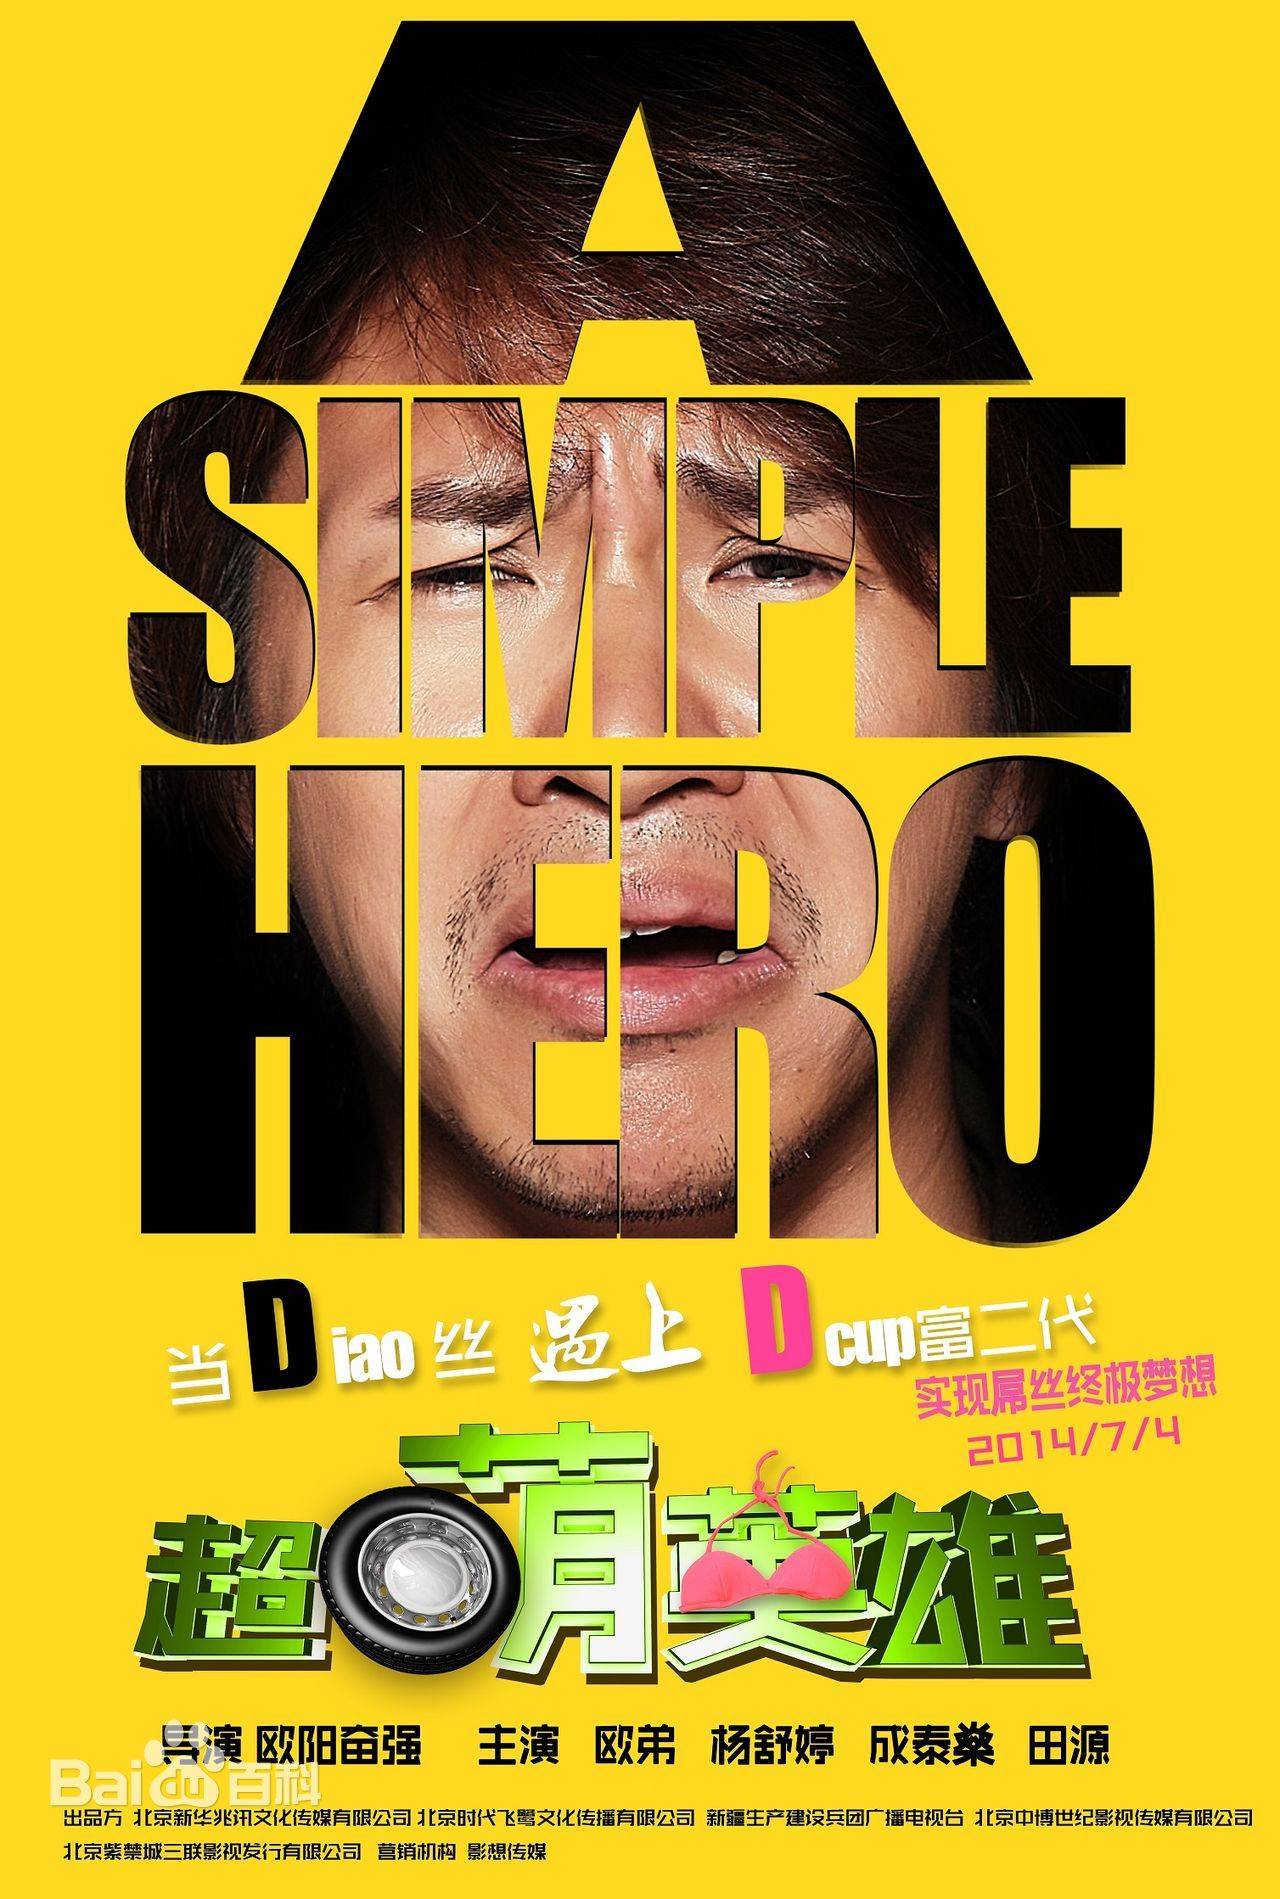 A
SIMPLE
HERO
当Diao丝遇上Dcup富二代
实现屌丝终极梦想
2014/7/4
超萌英雄
导演 欧阳奋强 主演 欧弟 杨舒婷 成泰燊 田源
Bai百科
出品方 北京新华兆讯文化传媒有限公司 北京时代飞鹭文化传播有限公司 新疆生产建设兵团广播电视台 北京中博世纪影视传媒有限公司
北京紫禁城三联影视发行有限公司 营销机构 影想传媒